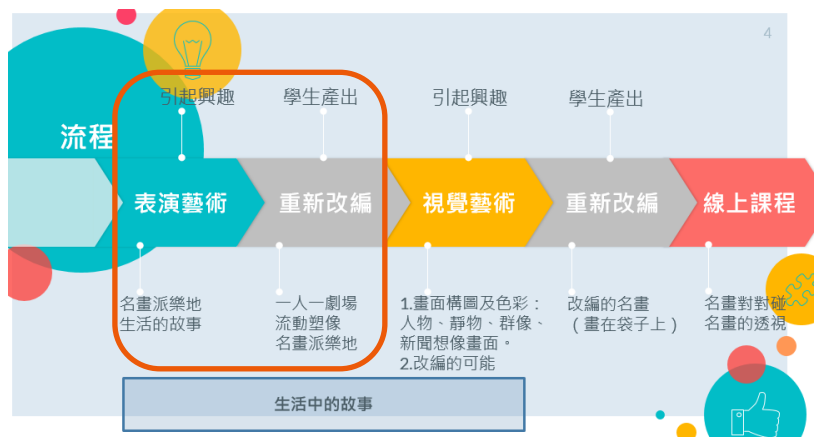 4
流程
引起興趣
學生產出
引起興趣
學生產出
表演藝術
重新改編
視覺藝術
重新改編
線上課程
名畫派樂地
生活的故事
一人一劇場
流動塑像
名畫派樂地
1.畫面構圖及色彩：
人物、靜物、群像、
新聞想像畫面。
2.改編的可能
改編的名畫
（畫在袋子上）
名畫對對碰
名畫的透視
生活中的故事